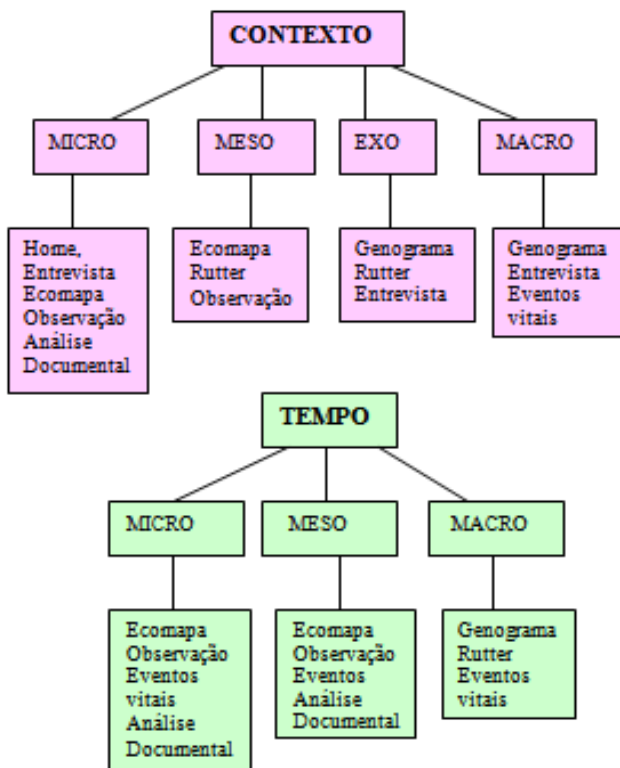 CONTEXTO
MICRO
MESO
EXO
MACRO
Home,
Entrevista
Ecomapa
Observação
Análise
Documental
Ecomapa
Rutter
Observação
Genograma
Rutter
Entrevista
Genograma
Entrevista
Eventos
vitais
TEMPO
MICRO
MESO
MACRO
Ecomapa
Observação
Eventos
vitais
Análise
Documental
Ecomapa
Observação
Eventos
Análise
Documental
Genograma
Rutter
Eventos
vitais